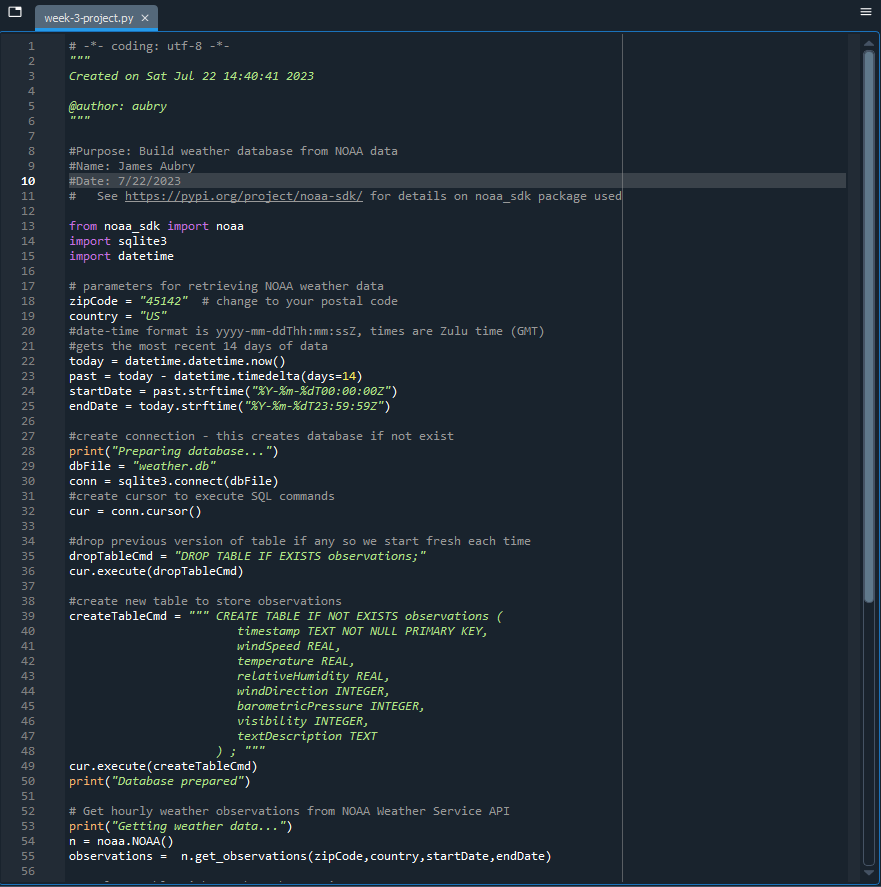 week-3-project.py
1 # -*- coding: utf-8 -*-
2 """
3 Created on Sat Jul 22 14:40:41 2023
4
5 @author: aubry
6 """
7
8 #Purpose: Build weather database from NOAA data
9 #Name: James Aubry
10 #Date: 7/22/2023
11 #   See https://pypi.org/project/noaa-sdk/ for details on noaa_sdk package used
12
13 from noaa_sdk import noaa
14 import sqlite3
15 import datetime
16
17 # parameters for retrieving NOAA weather data
18 zipCode = "45142"  # change to your postal code
19 country = "US"
20 #date-time format is yyyy-mm-ddThh:mm:ssZ, times are Zulu time (GMT)
21 #gets the most recent 14 days of data
22 today = datetime.datetime.now()
23 past = today - datetime.timedelta(days=14)
24 startDate = past.strftime("%Y-%m-%dT00:00:00Z")
25 endDate = today.strftime("%Y-%m-%dT23:59:59Z")
26
27 #create connection - this creates database if not exist
28 print("Preparing database...")
29 dbFile = "weather.db"
30 conn = sqlite3.connect(dbFile)
31 #create cursor to execute SQL commands
32 cur = conn.cursor()
33
34 #drop previous version of table if any so we start fresh each time
35 dropTableCmd = "DROP TABLE IF EXISTS observations;"
36 cur.execute(dropTableCmd)
37
38 #create new table to store observations
39 createTableCmd = """ CREATE TABLE IF NOT EXISTS observations (
40                         timestamp TEXT NOT NULL PRIMARY KEY,
41                         windSpeed REAL,
42                         temperature REAL,
43                         relativeHumidity REAL,
44                         windDirection INTEGER,
45                         barometricPressure INTEGER,
46                         visibility INTEGER,
47                         textDescription TEXT
48                      ) ; """
49 cur.execute(createTableCmd)
50 print("Database prepared")
51
52 # Get hourly weather observations from NOAA Weather Service API
53 print("Getting weather data...")
54 n = noaa.NOAA()
55 observations =  n.get_observations(zipCode,country,startDate,endDate)
56